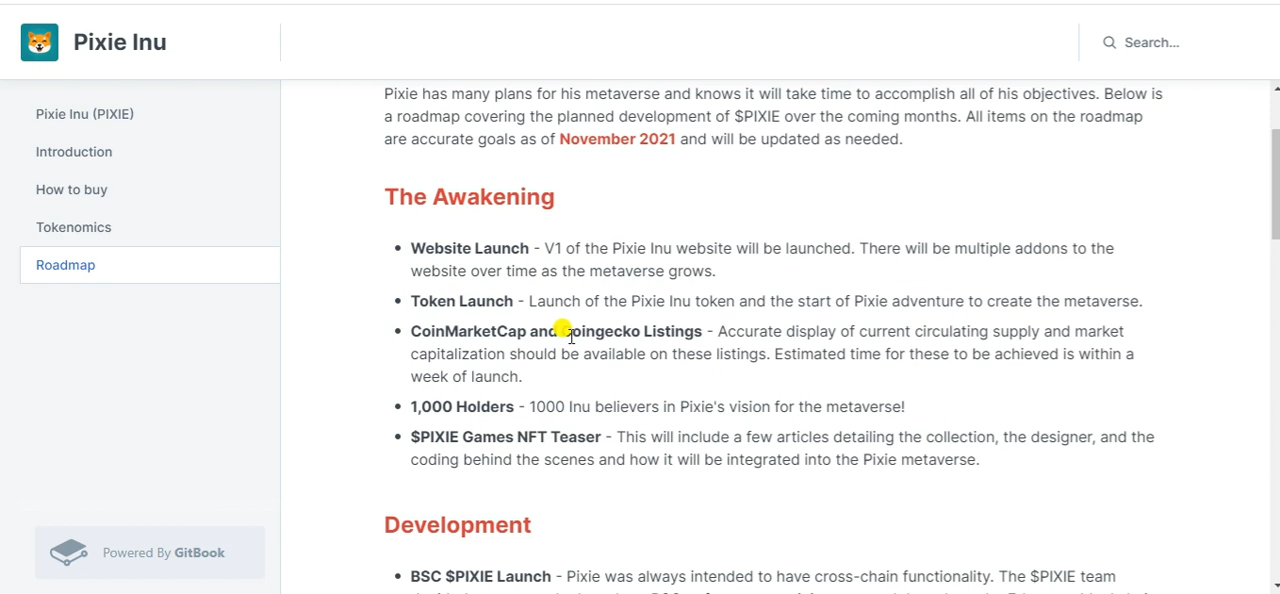 Pixie Inu
Search...
Pixie Inu (PIXIE)
Introduction
How to buy
Tokenomics
Roadmap
Powered By GitBook
Pixie has many plans for his metaverse and knows it will take time to accomplish all of his objectives. Below is
a roadmap covering the planned development of $PIXIE over the coming months. All items on the roadmap
are accurate goals as of November 2021 and will be updated as needed.
The Awakening
• Website Launch - V1 of the Pixie Inu website will be launched. There will be multiple addons to the
website over time as the metaverse grows.
• Token Launch - Launch of the Pixie Inu token and the start of Pixie adventure to create the metaverse.
• CoinMarketCap and Coingecko Listings - Accurate display of current circulating supply and market
capitalization should be available on these listings. Estimated time for these to be achieved is within a
week of launch.
• 1,000 Holders - 1000 Inu believers in Pixie's vision for the metaverse!
• $PIXIE Games NFT Teaser - This will include a few articles detailing the collection, the designer, and the
coding behind the scenes and how it will be integrated into the Pixie metaverse.
Development
• BSC $PIXIE Launch - Pixie was always intended to have cross-chain functionality. The $PIXIE team